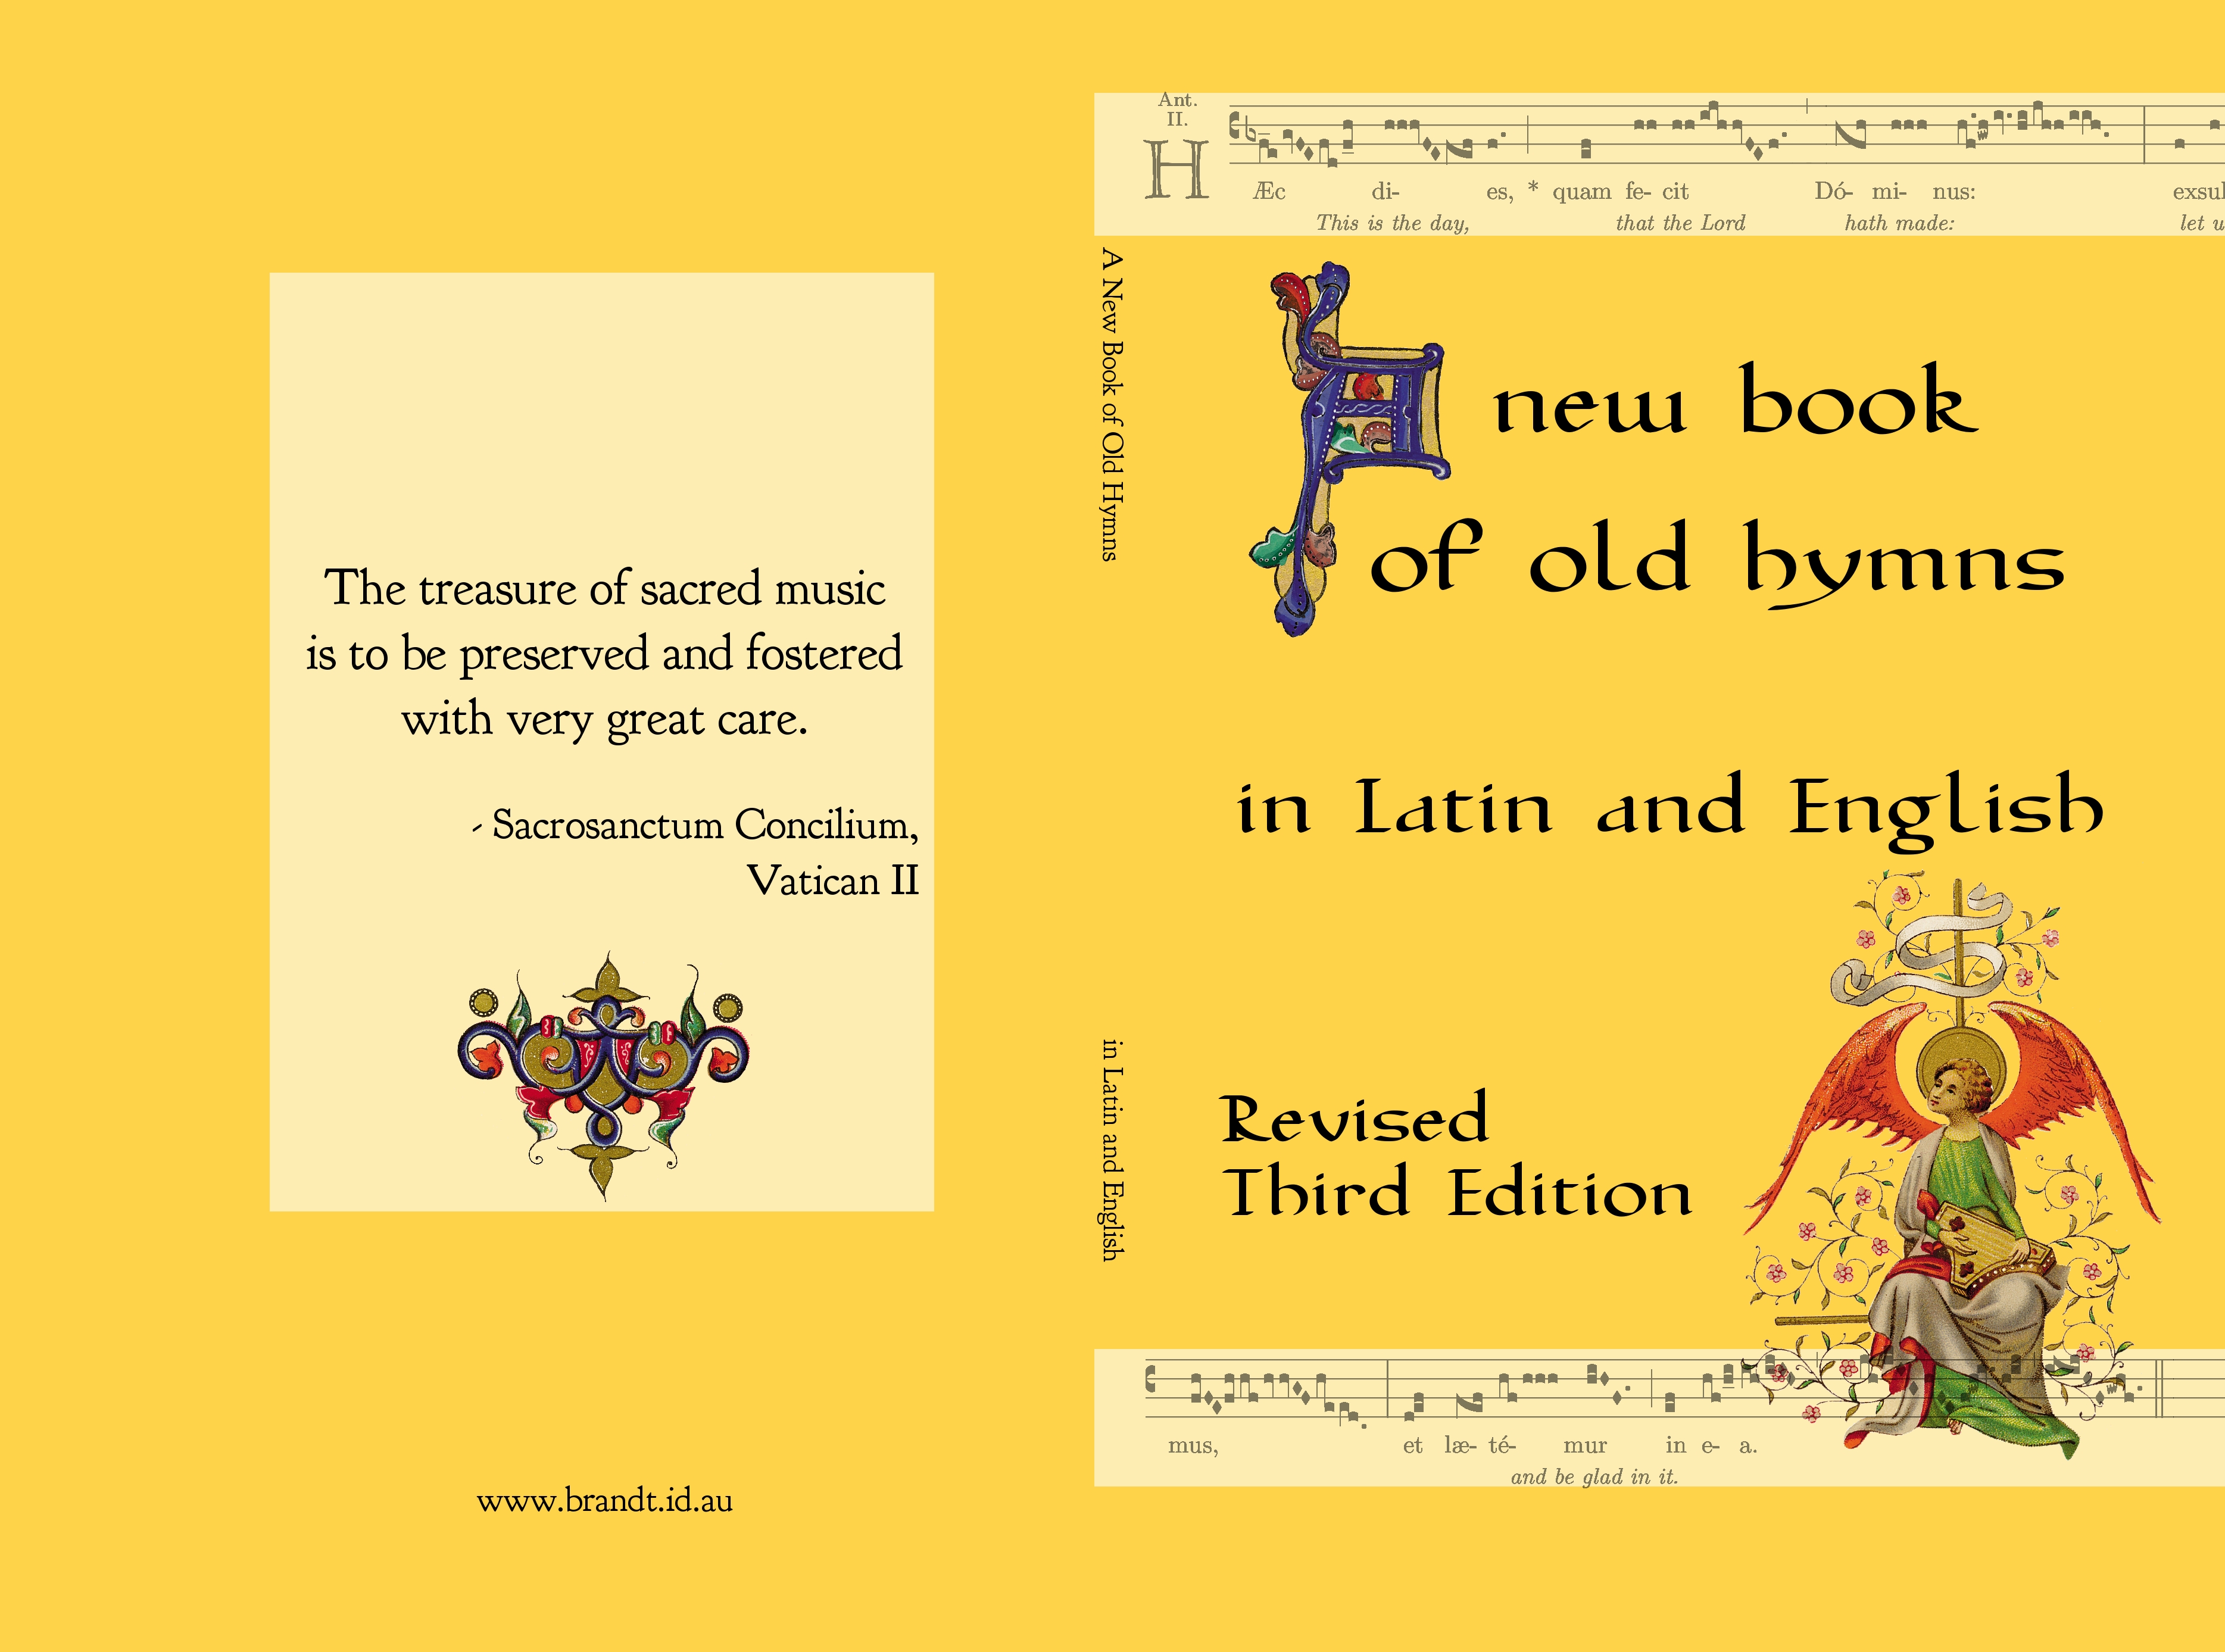 The treasure of sacred music
is to be preserved and fostered
with very great care.
- Sacrosanctum Concilium,
Vatican II
www.brandt.id.au
A New Book of Old Hymns
in Latin and English
Ant.
II.
HÆc di- es, * quam fe- cit Dó- mi- nus: exsul
This is the day, that the Lord hath made: let u
A new book
of old hymns
in Latin and English
Revised
Third Edition
mus, et læ- té- mur in e- a.
and be glad in it.